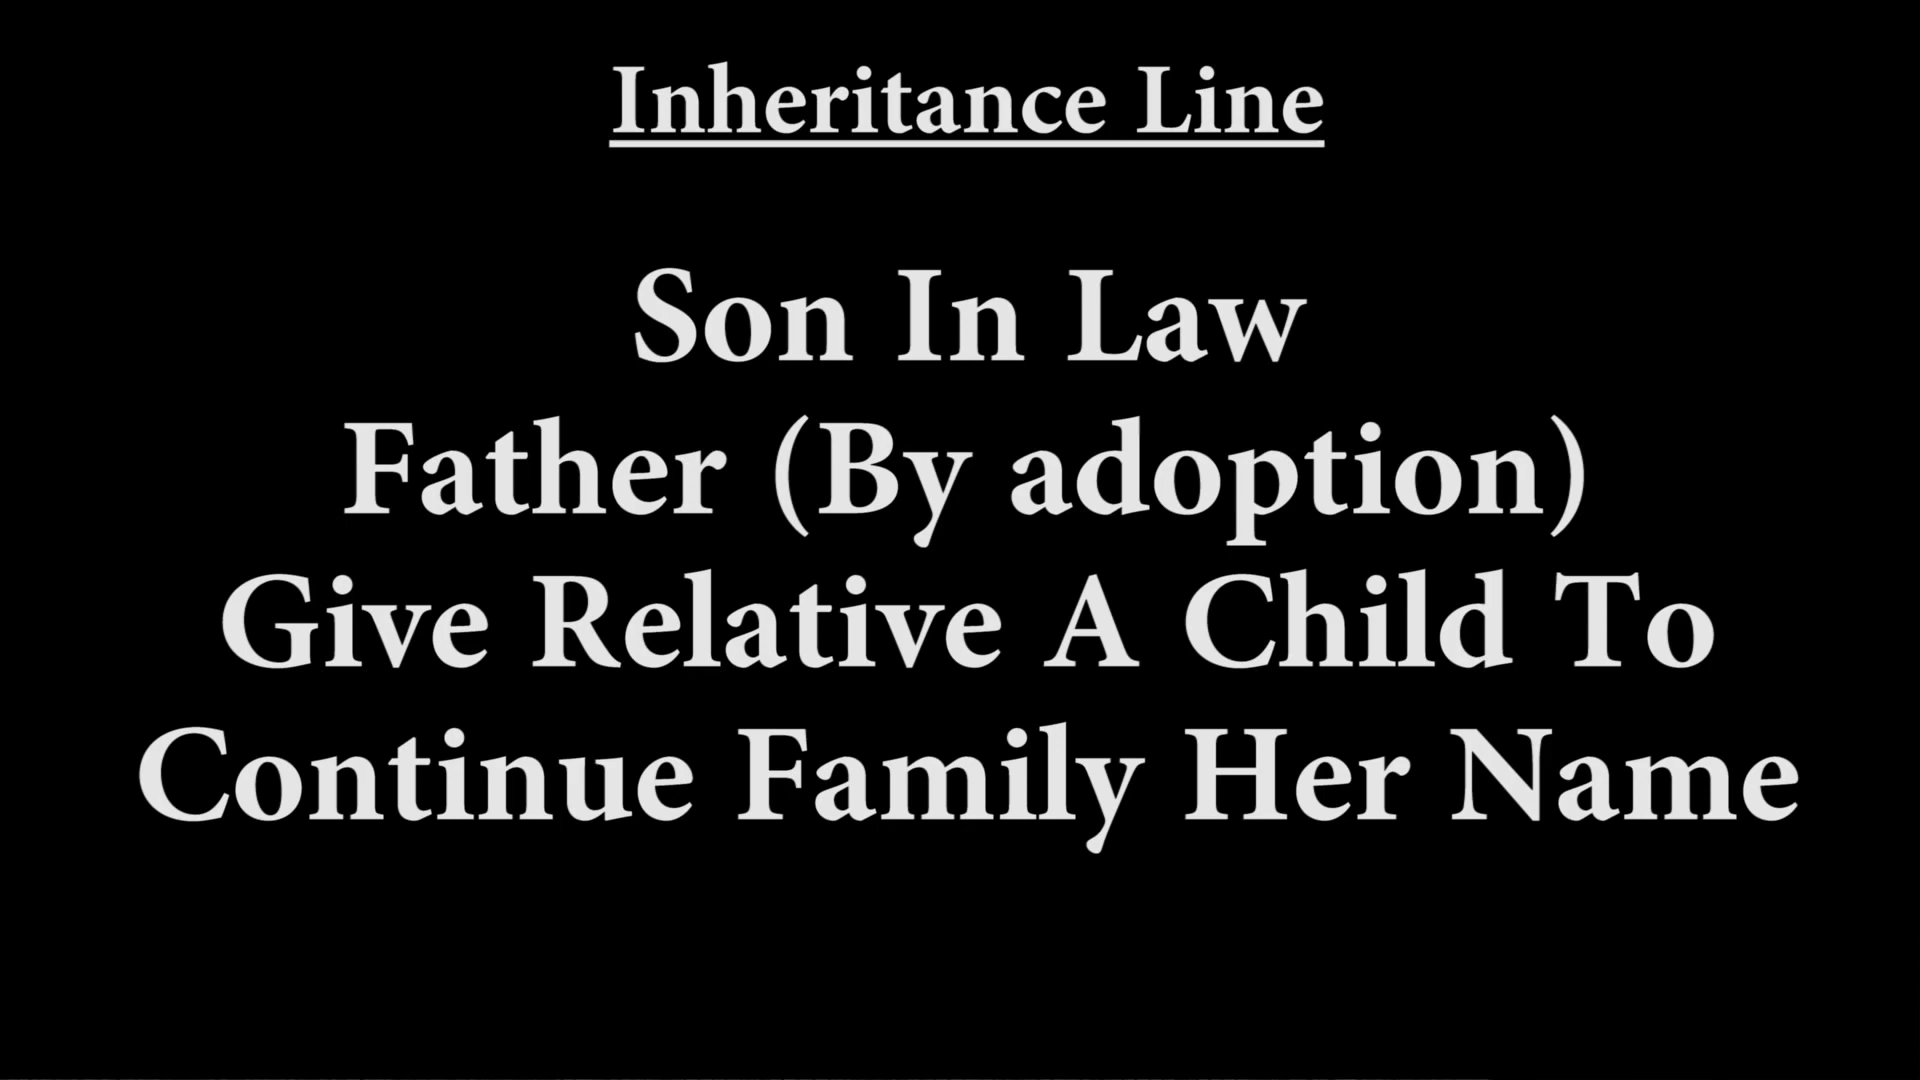 Inheritance Line
Son In Law
Father (By adoption)
Give Relative A Child To
Continue Family Her Name